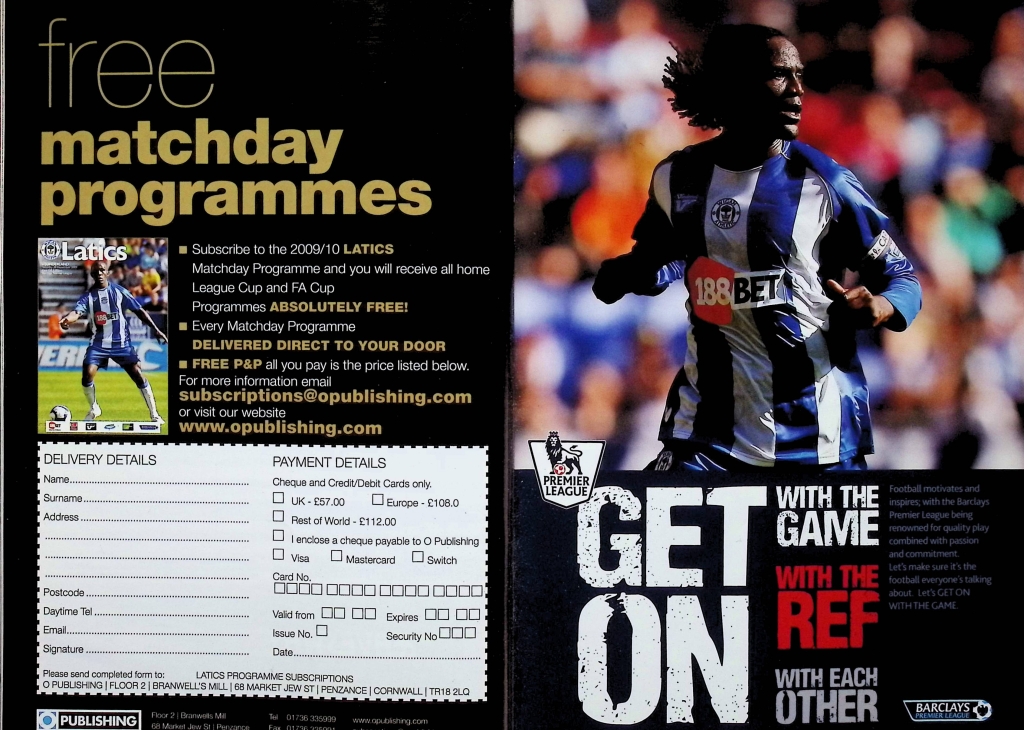 free
matchday
programmes
Latics
188BET
■ Subscribe to the 2009/10 LATICS
Matchday Programme and you will receive all home
League Cup and FA Cup
Programmes ABSOLUTELY FREE!
■ Every Matchday Programme
DELIVERED DIRECT TO YOUR DOOR
■ FREE P&P all you pay is the price listed below.
For more information email
subscriptions@opublishing.com
or visit our website
www.opublishing.com
DELIVERY DETAILS
Name
Surname
Address
Postcode
Daytime Tel
Email
Signature
PAYMENT DETAILS
Cheque and Credit/Debit Cards only.
UK - £57.00 Europe - £108.0
Rest of World - £112.00
I enclose a cheque payable to O Publishing
Visa Mastercard Switch
Card No.
Valid from Expires
Issue No. Security No
Date
Please send completed form to: LATICS PROGRAMME SUBSCRIPTIONS
O PUBLISHING | FLOOR 2 | BRANWELL'S MILL | 68 MARKET JEW ST | PENZANCE | CORNWALL | TR18 2LQ
PUBLISHING
Floor 2 | Branwells Mill
68 Market Jew St | Penzance
Tel 01736 335999
Fax
www.opublishing.com
WIGAN
188BET
PREMIER
LEAGUE
GET
ON
WITH THE
GAME
WITH THE
REF
WITH EACH
OTHER
Football motivates and
inspires; with the Barclays
Premier League being
renowned for quality play
combined with passion
and commitment.
Let's make sure it's the
football everyone's talking
about. Let's GET ON
WITH THE GAME.
BARCLAYS
PREMIER LEAGUE